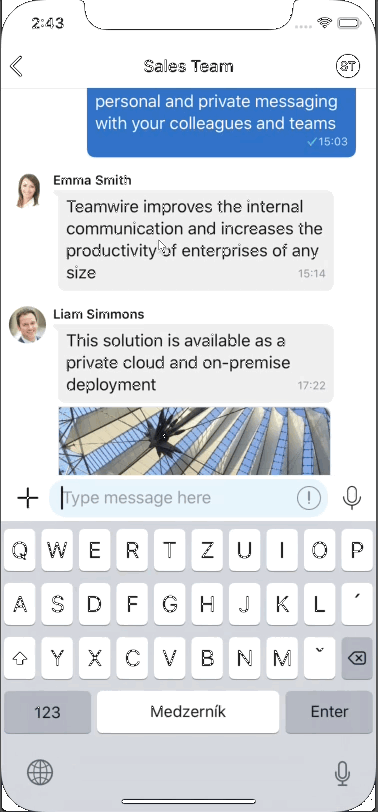 2:43
Sales Team
ST
personal and private messaging
with your colleagues and teams
✓15:03
Emma Smith
Teamwire improves the internal
communication and increases the
productivity of enterprises of any
size
15:14
Liam Simmons
This solution is available as a
private cloud and on-premise
deployment
17:22
Type message here
!
Q W E R T Z U I O P
A S D F G H J K L ´
Y X C V B N M ˇ
123 Medzerník Enter